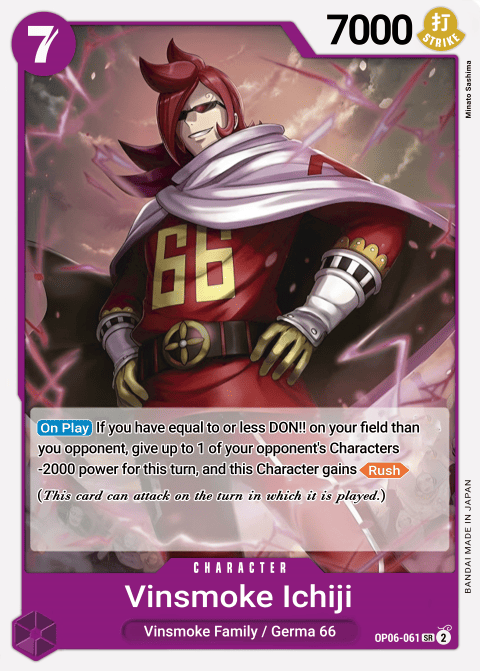 7
7000
打
STRIKE
Minato Sashima
66
On Play If you have equal to or less DON!! on your field than
you opponent, give up to 1 of your opponent's Characters
-2000 power for this turn, and this Character gains Rush
(This card can attack on the turn in which it is played.)
BANDAI MADE IN JAPAN
CHARACTER
Vinsmoke Ichiji
Vinsmoke Family / Germa 66
OP06-061 SR 2